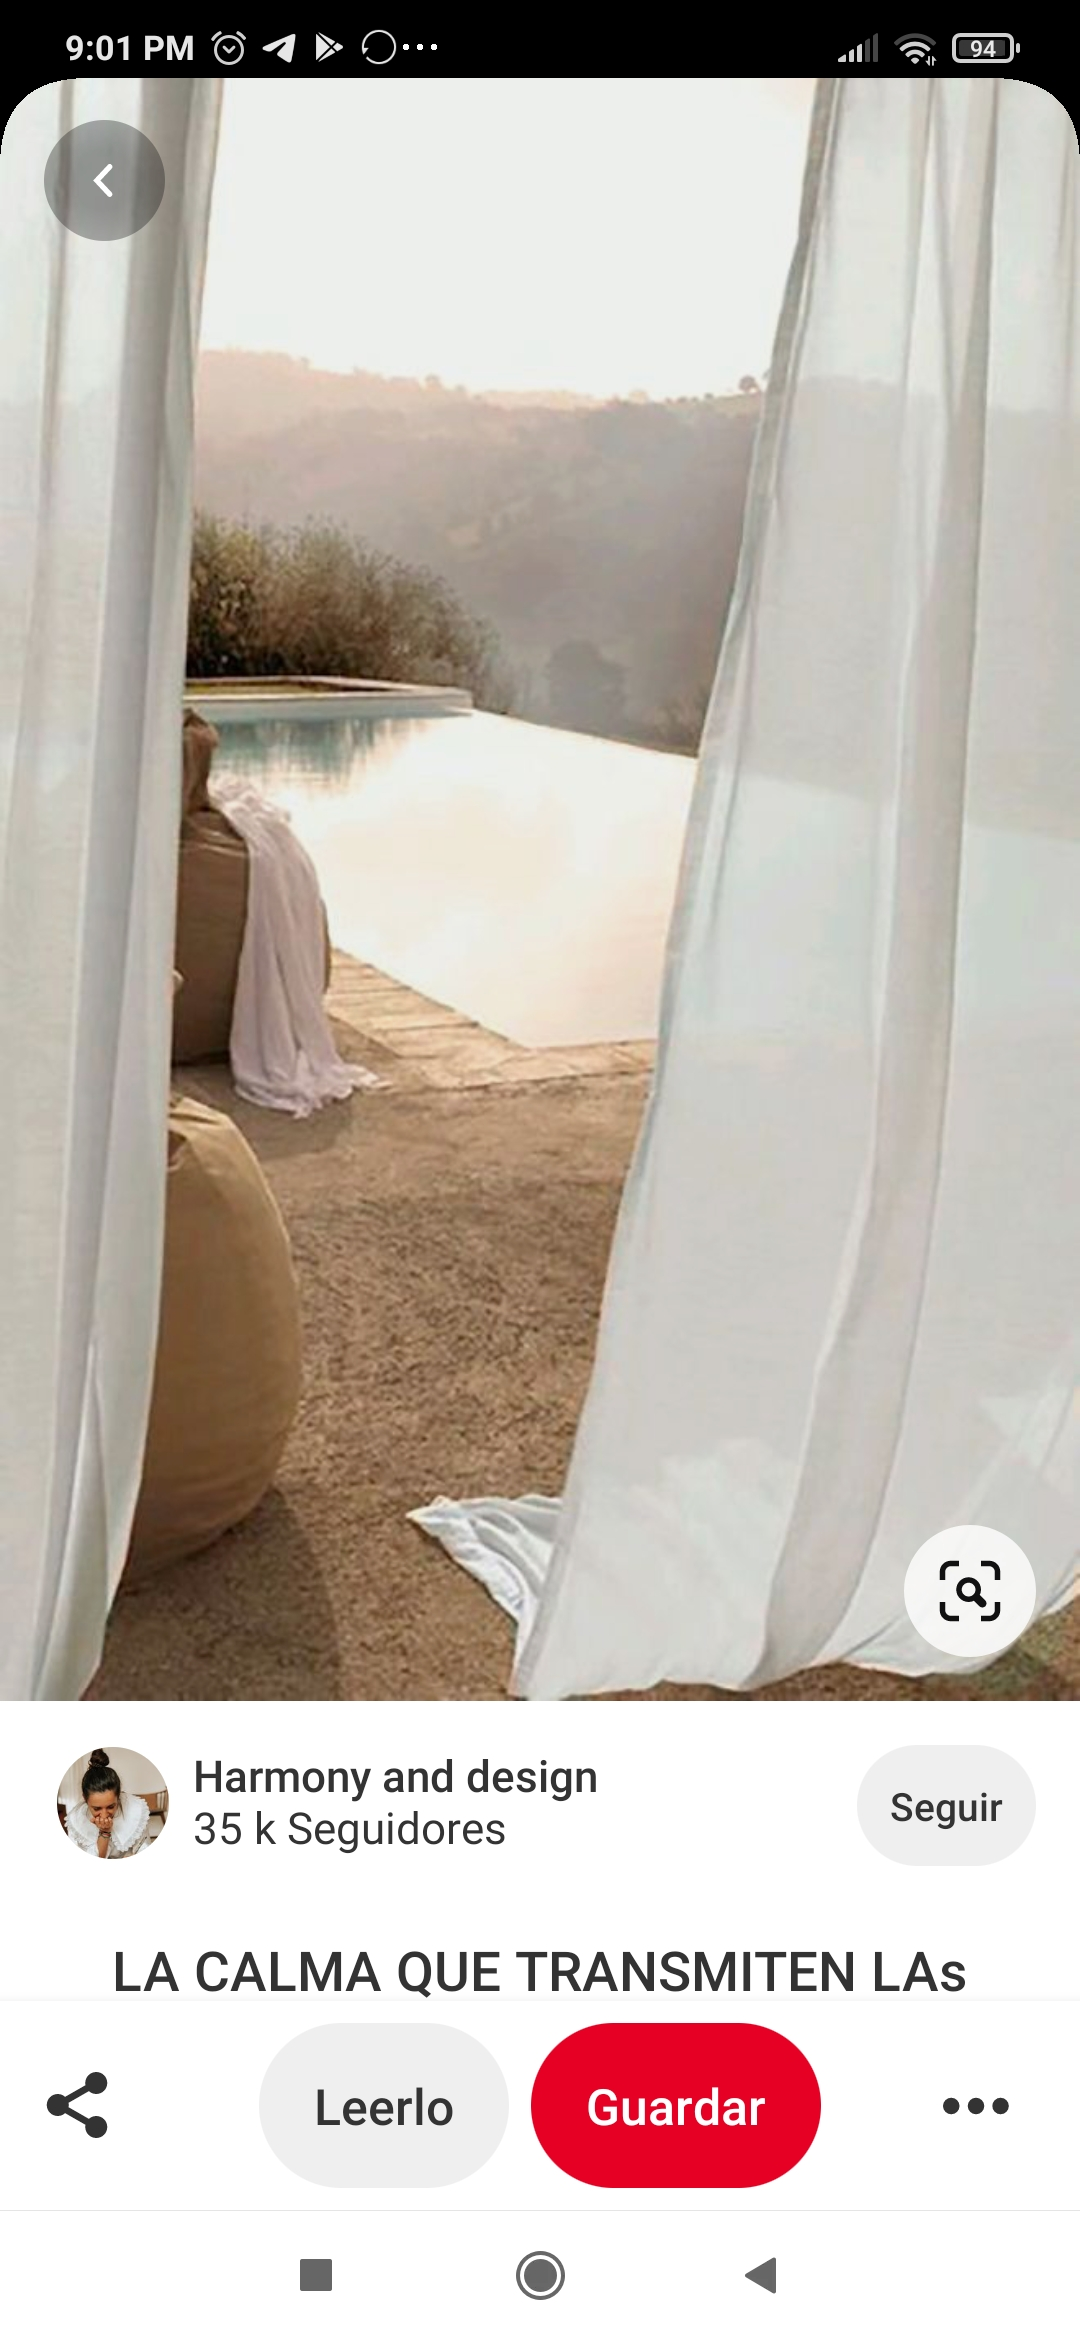 9:01 PM
94
Harmony and design
35 k Seguidores
Seguir
LA CALMA QUE TRANSMITEN LAs
Leerlo
Guardar